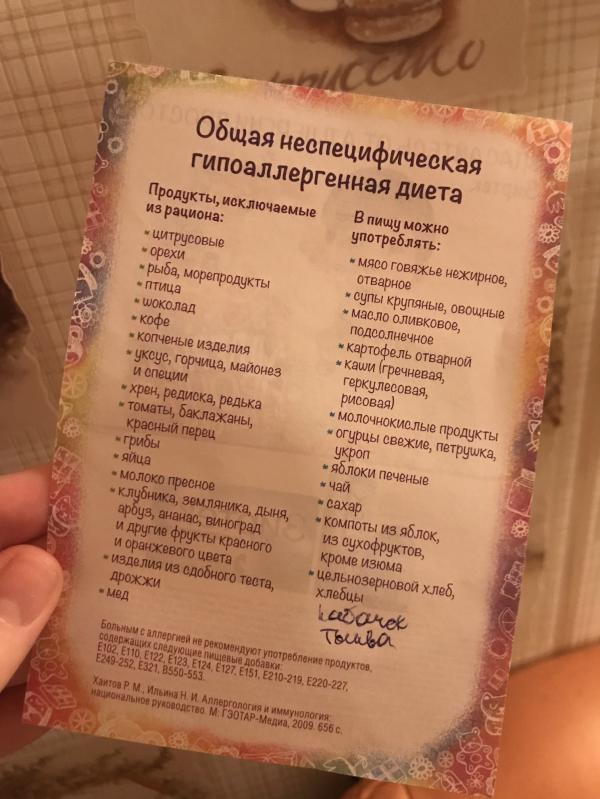 Общая неспецифическая
гипоаллергенная диета
Продукты, исключаемые
из рациона:
цитрусовые
орехи
рыба, морепродукты
птица
шоколад
кофе
копченые изделия
уксус, горчица, майонез
и специи
хрен, редиска, редька
томаты, баклажаны,
красный перец
грибы
яйца
молоко пресное
клубника, земляника, дыня,
арбуз, ананас, виноград
и другие фрукты красного
и оранжевого цвета
изделия из сдобного теста,
дрожжи
мед
В пищу можно
употреблять:
мясо говяжье нежирное,
отварное
супы крупяные, овощные
масло оливковое,
подсолнечное
картофель отварной
каши (гречневая,
геркулесовая,
рисовая)
молочнокислые продукты
огурцы свежие, петрушка,
укроп
яблоки печеные
чай
сахар
компоты из яблок,
из сухофруктов,
кроме изюма
цельнозерновой хлеб,
хлебцы
кабачек
тыква
Больным с аллергией не рекомендуют употребление продуктов,
содержащих следующие пищевые добавки:
Е102, Е110, Е122, Е123, Е124, Е127, Е151, Е210-219, Е220-227,
Е249-252, Е321, В550-553.
Хаитов Р. М., Ильина Н. И. Аллергология и иммунология:
национальное руководство. М: ГЭОТАР-Медиа, 2009. 656 с.